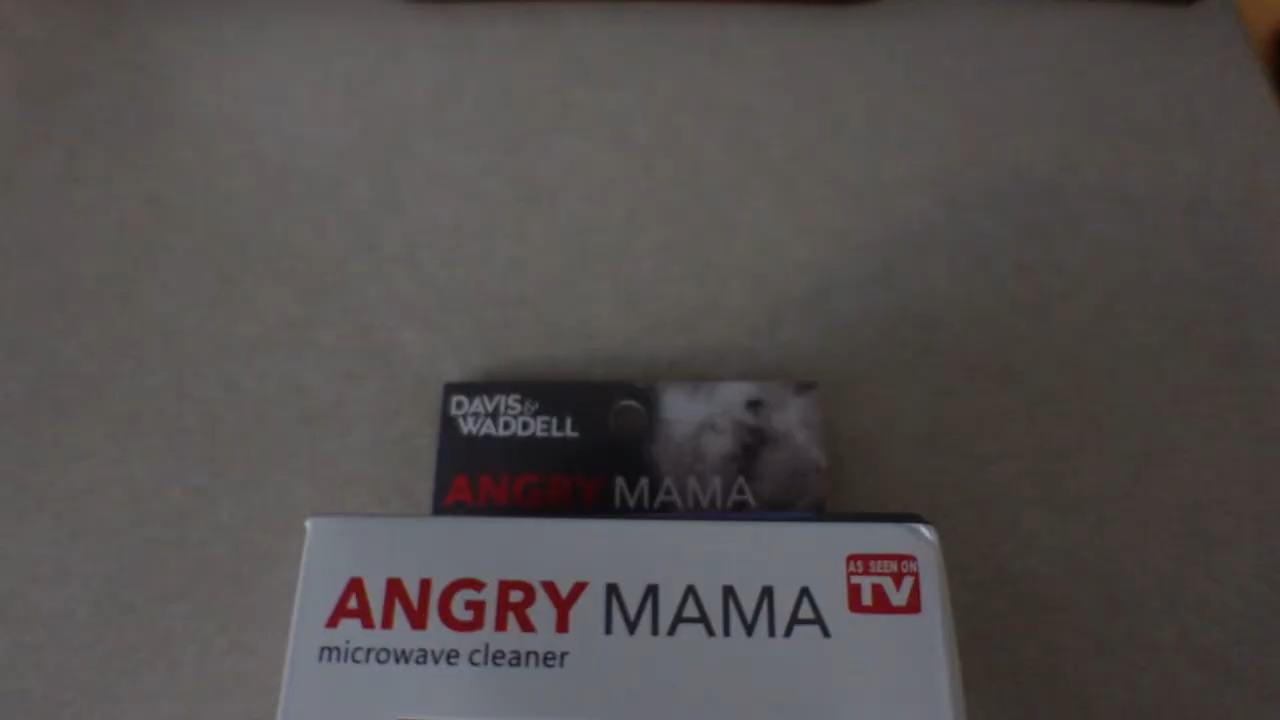 DAVIS &
WADDELL
ANGRY MAMA
ANGRY MAMA
microwave cleaner
AS SEEN ON
TV